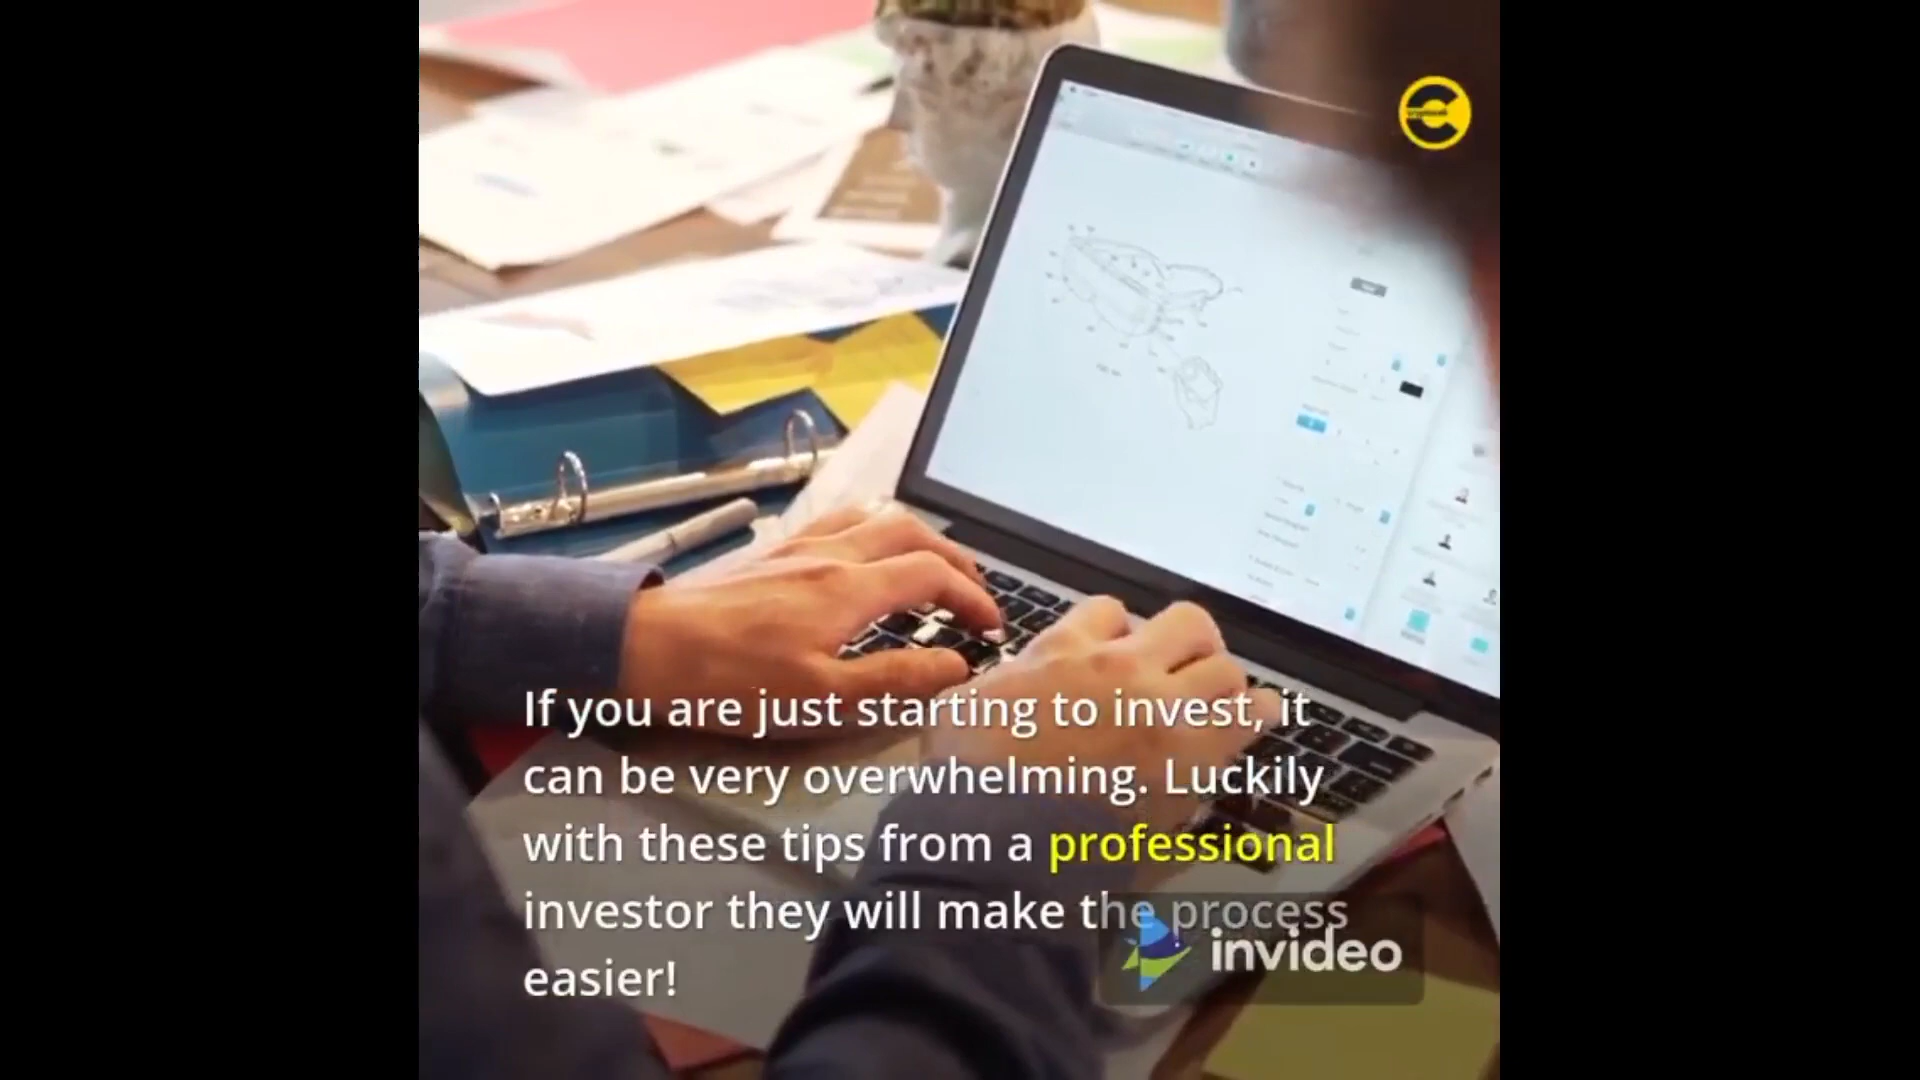 If you are just starting to invest, it
can be very overwhelming. Luckily
with these tips from a professional
investor they will make the process
easier!
invideo